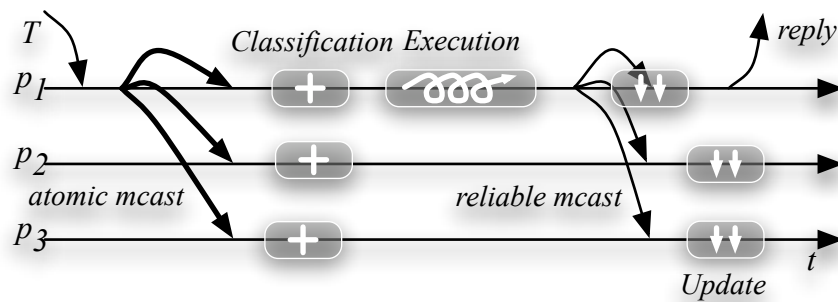 T
Classification Execution
reply
p1
p2
atomic mcast
reliable mcast
p3
t
Update